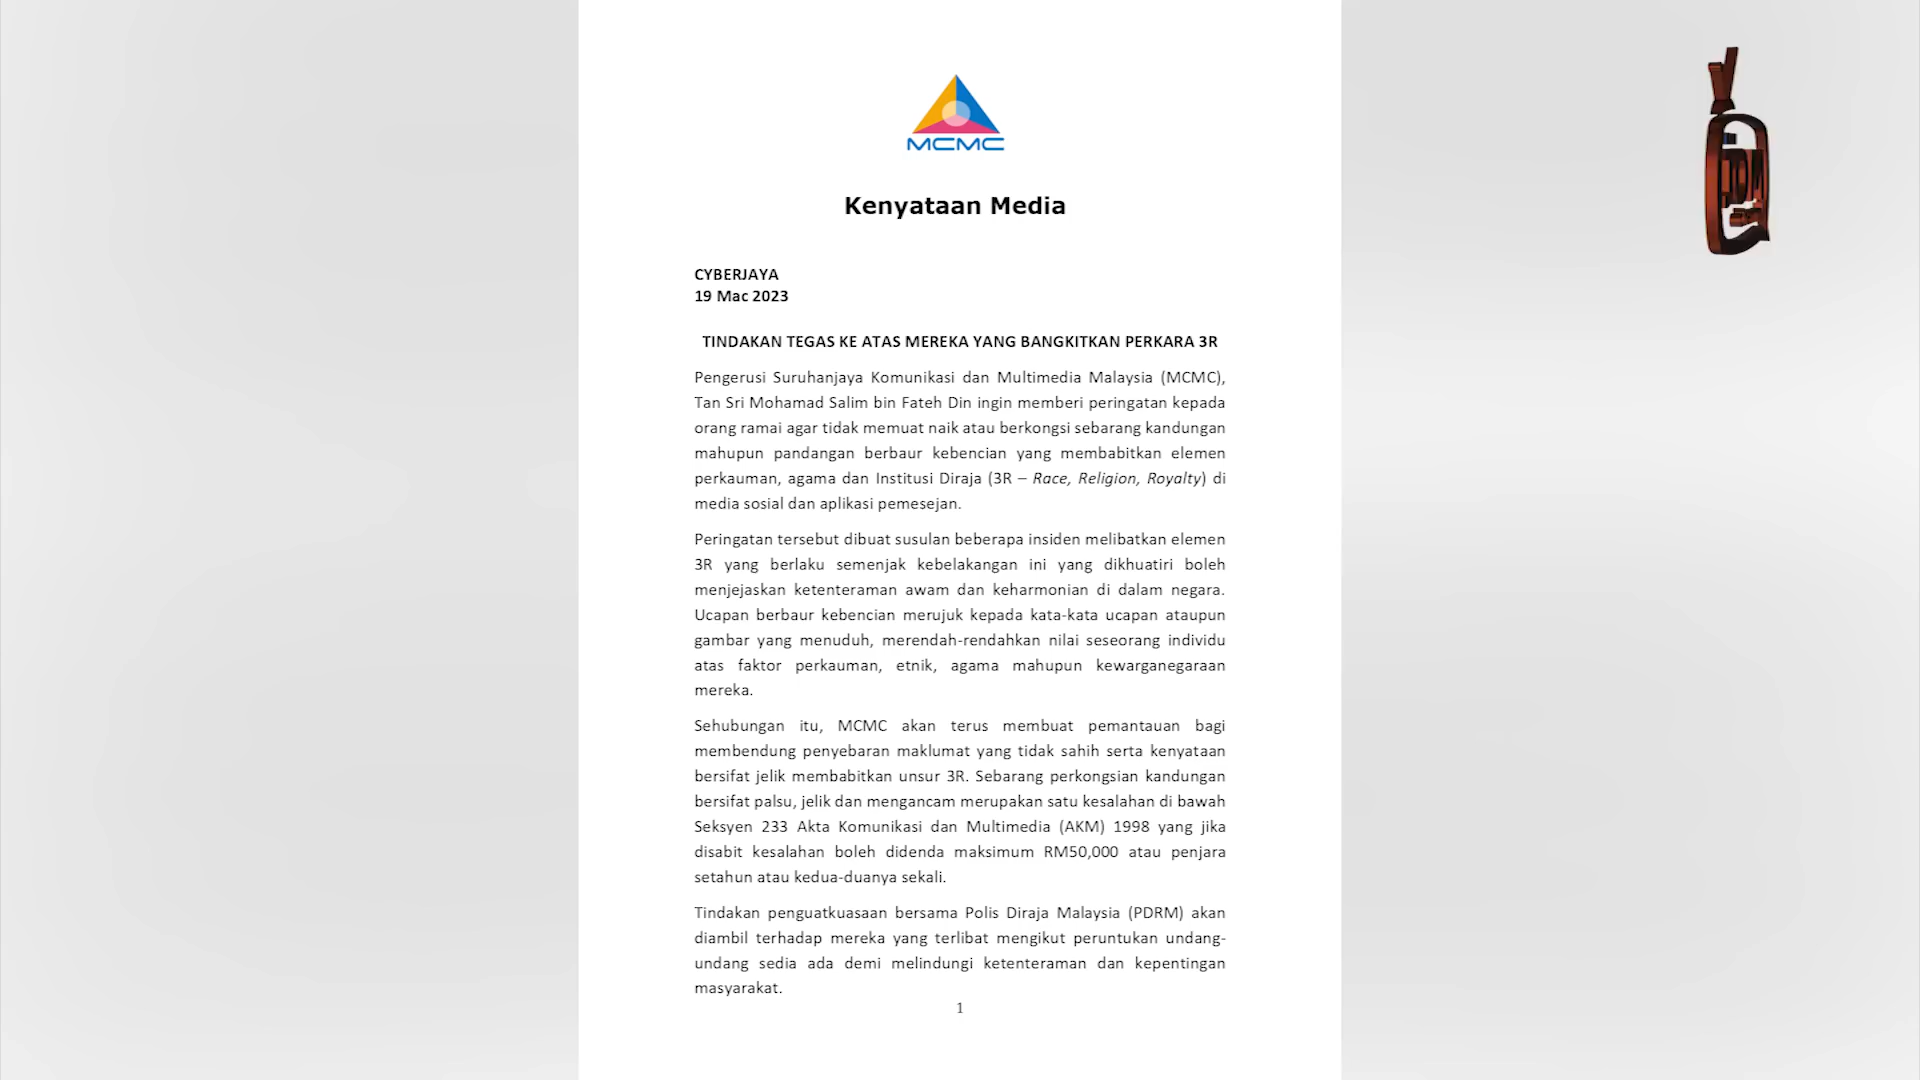 MCMC
Kenyataan Media
CYBERJAYA
19 Mac 2023
TINDAKAN TEGAS KE ATAS MEREKA YANG BANGKITKAN PERKARA 3R
Pengerusi Suruhanjaya Komunikasi dan Multimedia Malaysia (MCMC),
Tan Sri Mohamad Salim bin Fateh Din ingin memberi peringatan kepada
orang ramai agar tidak memuat naik atau berkongsi sebarang kandungan
mahupun pandangan berbaur kebencian yang membabitkan elemen
perkauman, agama dan Institusi Diraja (3R – Race, Religion, Royalty) di
media sosial dan aplikasi pemesejan.
Peringatan tersebut dibuat susulan beberapa insiden melibatkan elemen
3R yang berlaku semenjak kebelakangan ini yang dikhuatiri boleh
menjejaskan ketenteraman awam dan keharmonian di dalam negara.
Ucapan berbaur kebencian merujuk kepada kata-kata ucapan ataupun
gambar yang menuduh, merendah-rendahkan nilai seseorang individu
atas faktor perkauman, etnik, agama mahupun kewarganegaraan
mereka.
Sehubungan itu, MCMC akan terus membuat pemantauan bagi
membendung penyebaran maklumat yang tidak sahih serta kenyataan
bersifat jelik membabitkan unsur 3R. Sebarang perkongsian kandungan
bersifat palsu, jelik dan mengancam merupakan satu kesalahan di bawah
Seksyen 233 Akta Komunikasi dan Multimedia (AKM) 1998 yang jika
disabit kesalahan boleh didenda maksimum RM50,000 atau penjara
setahun atau kedua-duanya sekali.
Tindakan penguatkuasaan bersama Polis Diraja Malaysia (PDRM) akan
diambil terhadap mereka yang terlibat mengikut peruntukan undang-
undang sedia ada demi melindungi ketenteraman dan kepentingan
masyarakat.
1